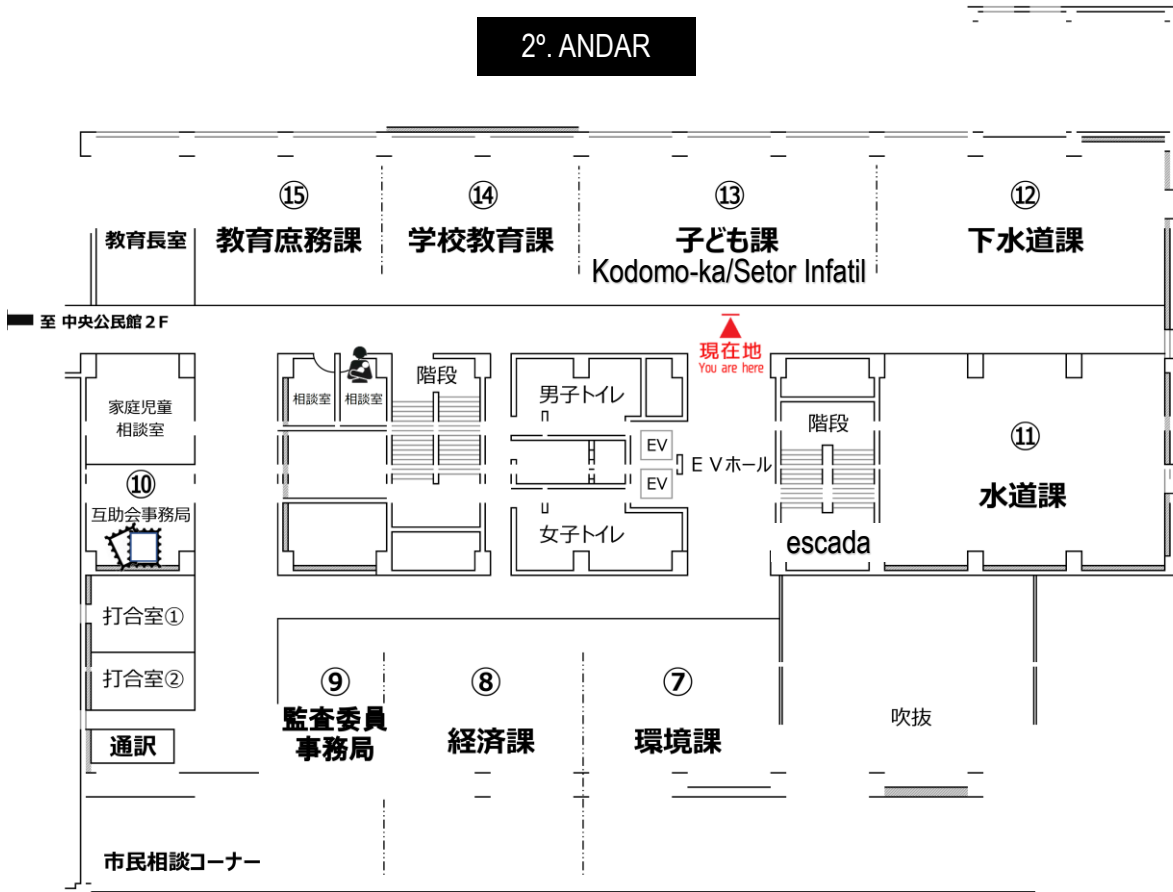 2º. ANDAR
⑮
教育庶務課
⑭
学校教育課
⑬
子ども課
Kodomo-ka/Setor Infatil
⑫
下水道課
教育長室
至 中央公民館2F
現在地
You are here
家庭児童
相談室
相談室
相談室
階段
男子トイレ
EV
EV
EVホール
階段
⑪
水道課
⑩
互助会事務局
女子トイレ
escada
打合室①
打合室②
通訳
⑨
監査委員
事務局
⑧
経済課
⑦
環境課
吹抜
市民相談コーナー